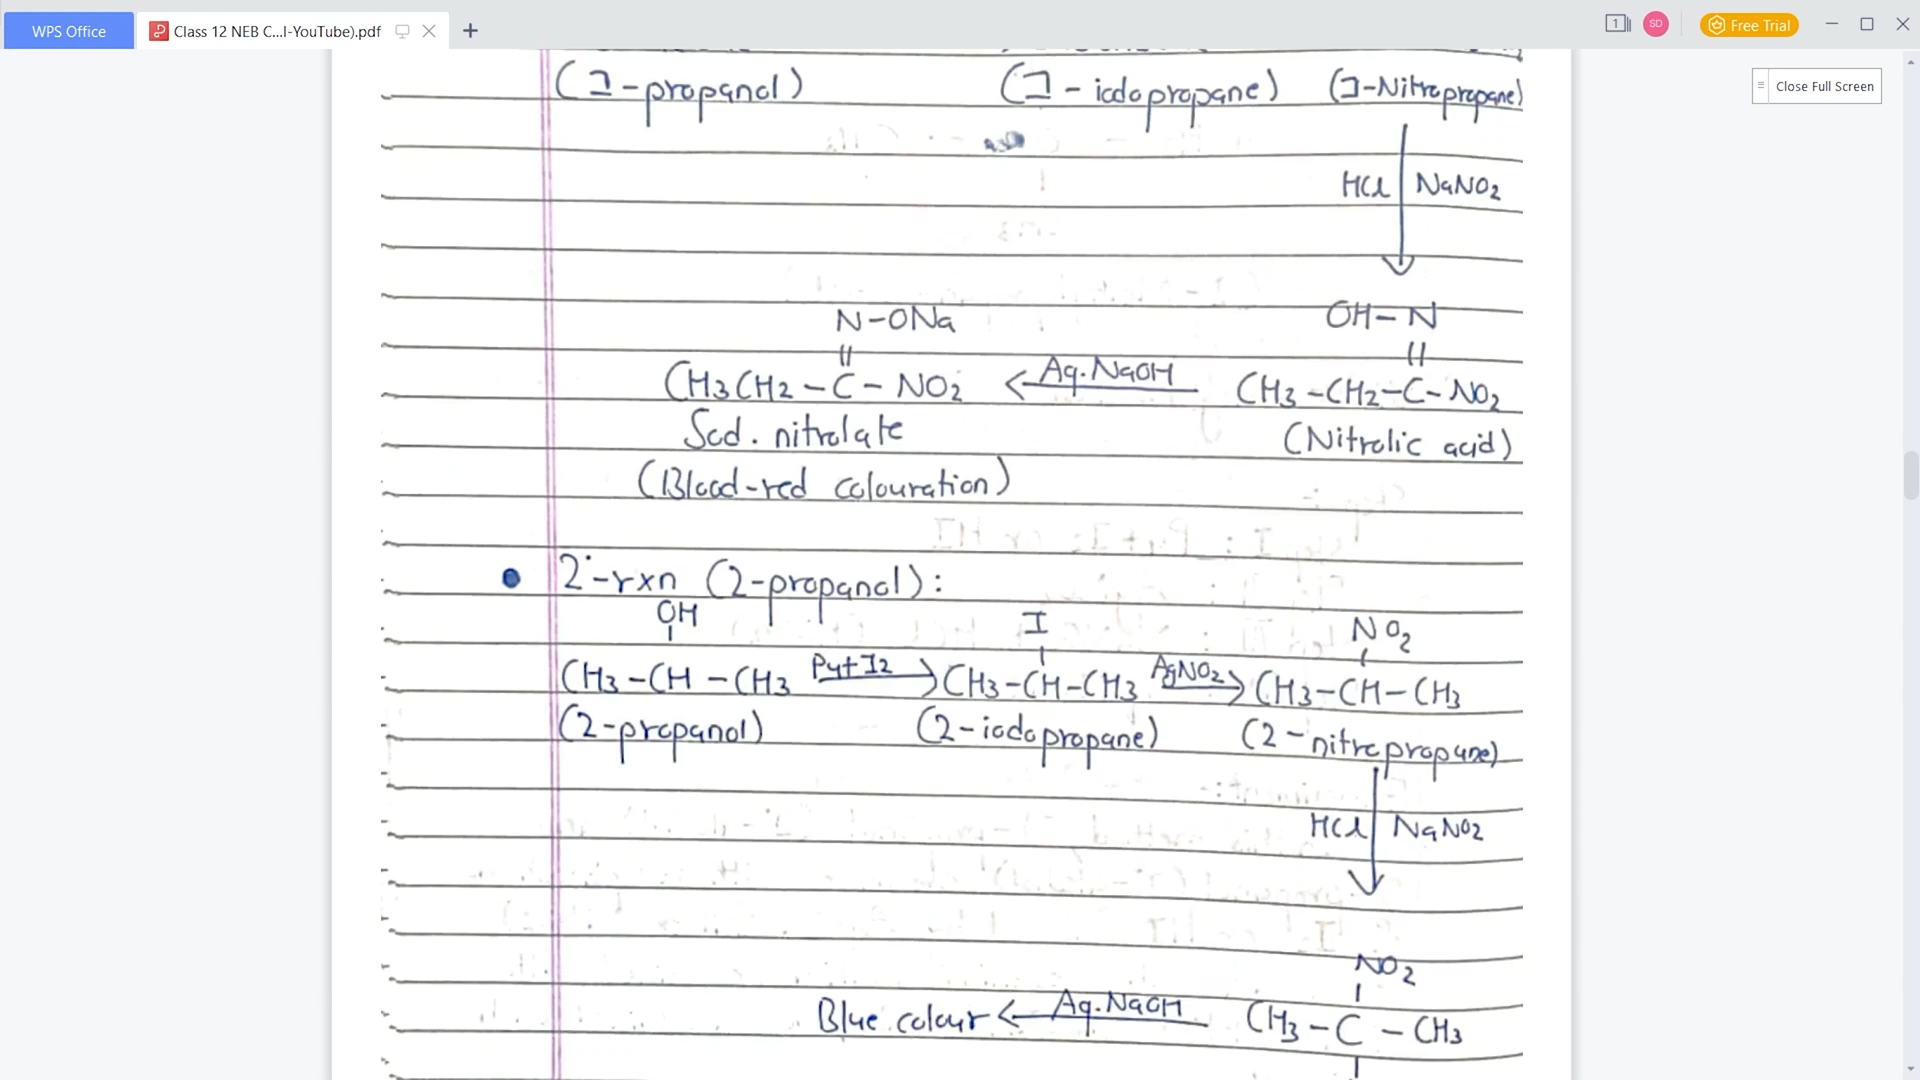 WPS Office
Class 12 NEB C...I-YouTube).pdf
1
SD
Free Trial
Close Full Screen
(1-propanol) (1-iodopropane) (1-Nitropropane)
HCl NaNO2
N-ONa OH-N
|| ||
CH3CH2-C-NO2 <-Aq.NaOH CH3-CH2-C-NO2
Sod. nitrolate (Nitrolic acid)
(Blood-red colouration)
2°-rxn (2-propanol):
OH I NO2
CH3-CH-CH3 P4+I2 → CH3-CH-CH3 AgNO2 → CH3-CH-CH3
(2-propanol) (2-iodopropane) (2-nitropropane)
HCl NaNO2
NO2
Blue colour <-Aq.NaOH CH3-C-CH3